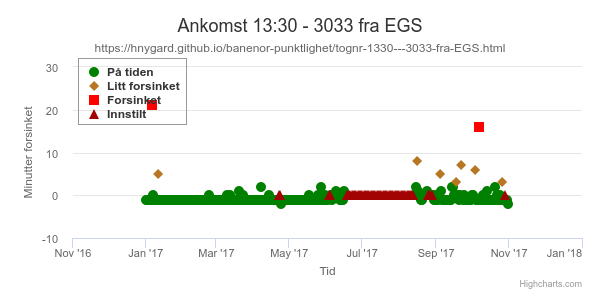 Ankomst 13:30 - 3033 fra EGS
https://hnygard.github.io/banenor-punktlighet/tognr-1330---3033-fra-EGS.html
På tiden
Litt forsinket
Forsinket
Innstilt
Minutter forsinket
30
20
10
0
-10
Nov '16
Jan '17
Mar '17
May '17
Jul '17
Sep '17
Nov '17
Jan '18
Tid
Highcharts.com